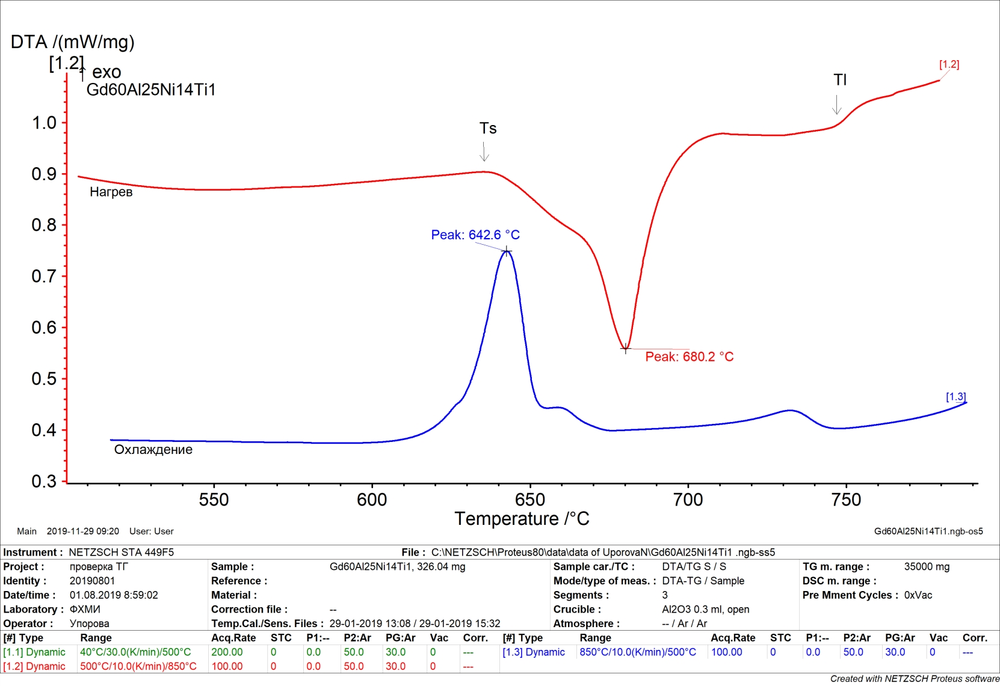 DTA /(mW/mg)
[1.2]
↑ exo
Gd60Al25Ni14Ti1
[1.2]
Tl
1.0
Ts
0.9
Нагрев
0.8
Peak: 642.6 °C
0.7
0.6
Peak: 680.2 °C
0.5
[1.3]
0.4
Охлаждение
0.3
550 600 650 700 750
Temperature /°C
Main 2019-11-29 09:20 User: User Gd60Al25Ni14Ti1.ngb-os5
Instrument : NETZSCH STA 449F5 File : C:\NETZSCH\Proteus80\data\data of UporovaN\Gd60Al25Ni14Ti1 .ngb-ss5
Project : проверка ТГ Sample : Gd60Al25Ni14Ti1, 326.04 mg Sample car./TC : DTA/TG S / S TG m. range : 35000 mg
Identity : 20190801 Reference : Mode/type of meas. : DTA-TG / Sample DSC m. range :
Date/time : 01.08.2019 8:59:02 Material : Segments : 3 Pre Mment Cycles : 0xVac
Laboratory : ФХМИ Correction file : -- Crucible : Al2O3 0.3 ml, open
Operator : Упорова Temp.Cal./Sens. Files : 29-01-2019 13:08 / 29-01-2019 15:32 Atmosphere : -- / Ar / Ar
[#] Type Range Acq.Rate STC P1:-- P2:Ar PG:Ar Vac Corr. [#] Type Range Acq.Rate STC P1:-- P2:Ar PG:Ar Vac Corr.
[1.1] Dynamic 40°C/30.0(K/min)/500°C 200.00 0 0.0 50.0 30.0 0 --- [1.3] Dynamic 850°C/10.0(K/min)/500°C 100.00 0 0.0 50.0 30.0 0 ---
[1.2] Dynamic 500°C/10.0(K/min)/850°C 100.00 0 0.0 50.0 30.0 0 ---
Created with NETZSCH Proteus software